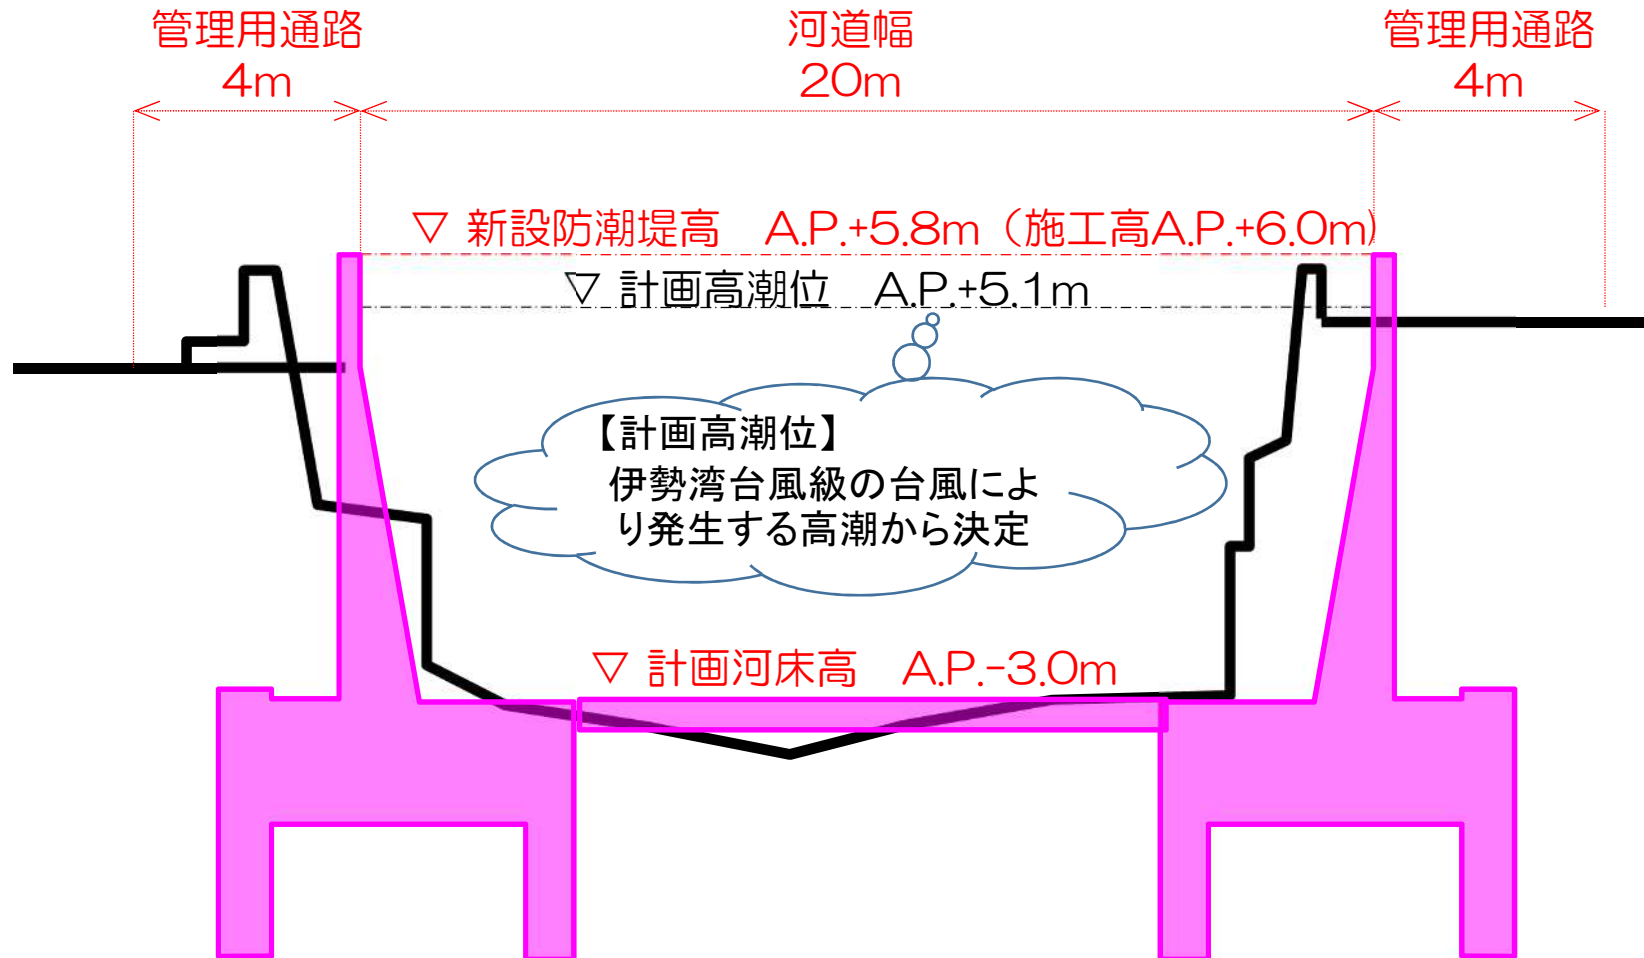 管理用通路
4m
河道幅
20m
管理用通路
4m
▽ 新設防潮堤高　A.P.+5.8m（施工高A.P.+6.0m)
▽ 計画高潮位　A.P.+5.1m
【計画高潮位】
伊勢湾台風級の台風によ
り発生する高潮から決定
▽ 計画河床高　A.P.-3.0m